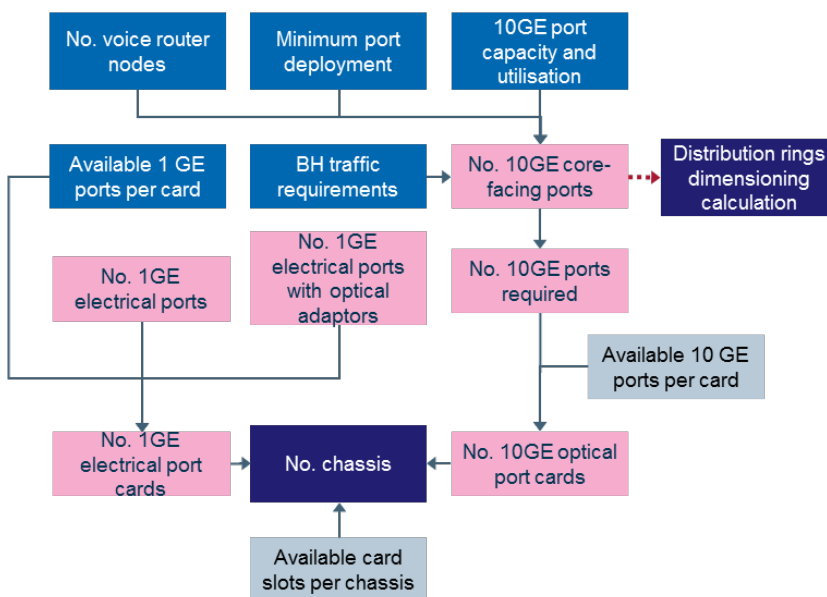 No. voice router
nodes
Minimum port
deployment
10GE port
capacity and
utilisation
Available 1 GE
ports per card
BH traffic
requirements
No. 10GE core-
facing ports
Distribution rings
dimensioning
calculation
No. 1GE
electrical ports
No. 1GE
electrical ports
with optical
adaptors
No. 10GE ports
required
Available 10 GE
ports per card
No. 1GE
electrical port
cards
No. chassis
No. 10GE optical
port cards
Available card
slots per chassis